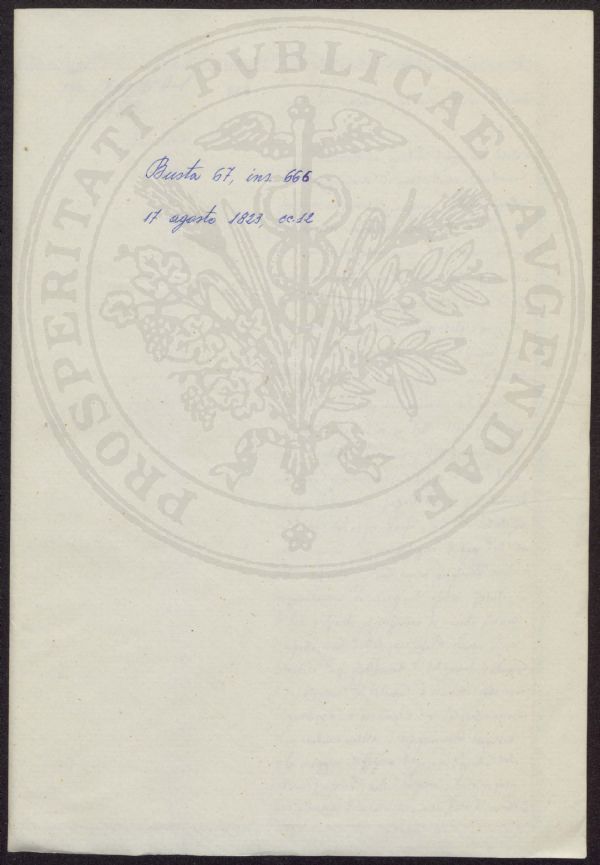 PROSPERITATI PVBLICAE AVGENDAE
Busta 67, ins. 666
17 agosto 1823, cc. 12